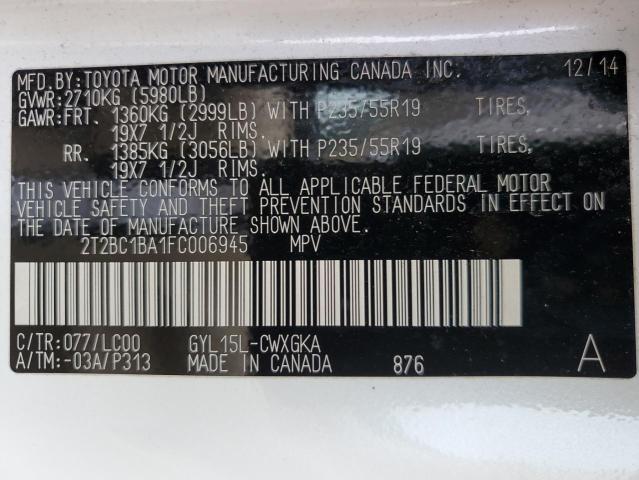 MFD.BY:TOYOTA MOTOR MANUFACTURING CANADA INC. 12/14
GVWR:2710KG (5980LB)
GAWR:FRT. 1360KG (2999LB) WITH P235/55R19 TIRES,
19X7 1/2J RIMS.
RR. 1385KG (3056LB) WITH P235/55R19 TIRES,
19X7 1/2J RIMS.
THIS VEHICLE CONFORMS TO ALL APPLICABLE FEDERAL MOTOR
VEHICLE SAFETY AND THEFT PREVENTION STANDARDS IN EFFECT ON
THE DATE OF MANUFACTURE SHOWN ABOVE.
2T2BC1BA1FC006945 MPV
C/TR:077/LC00 GYL15L-CWXGKA
A/TM:-03A/P313 MADE IN CANADA 876 A